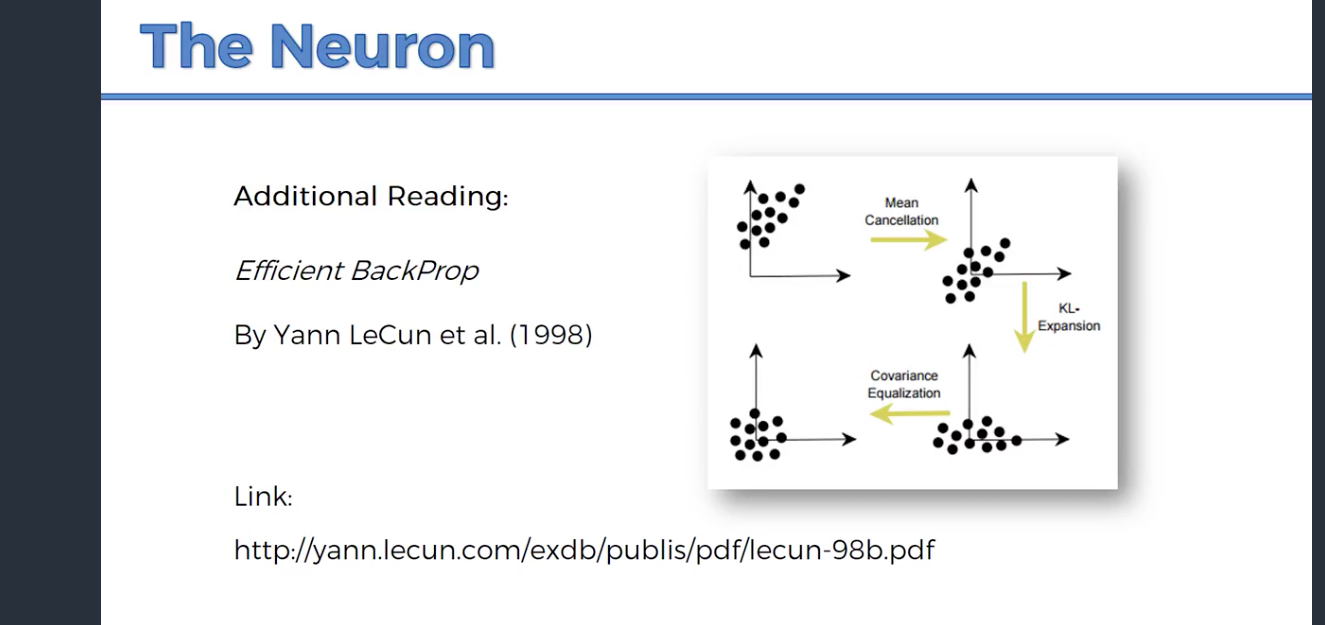 The Neuron
Additional Reading:
Efficient BackProp
By Yann LeCun et al. (1998)
Link:
http://yann.lecun.com/exdb/publis/pdf/lecun-98b.pdf
Mean
Cancellation
KL-
Expansion
Covariance
Equalization